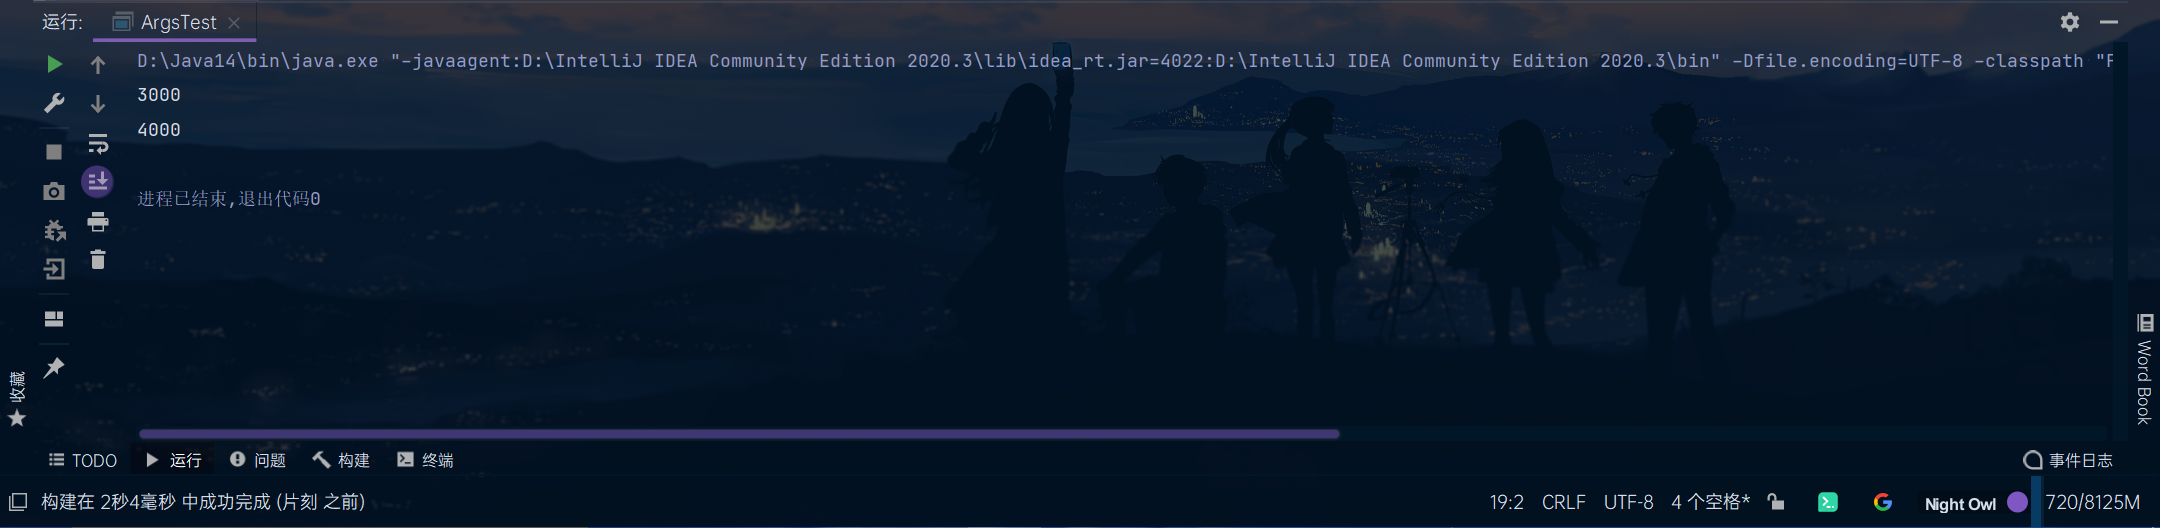 运行: ArgsTest
D:\Java14\bin\java.exe "-javaagent:D:\IntelliJ IDEA Community Edition 2020.3\lib\idea_rt.jar=4022:D:\IntelliJ IDEA Community Edition 2020.3\bin" -Dfile.encoding=UTF-8 -classpath "F
3000
4000
进程已结束,退出代码0
收藏
Word Book
TODO 运行 问题 构建 终端 事件日志
构建在 2秒4毫秒 中成功完成 (片刻 之前) 19:2 CRLF UTF-8 4 个空格* Night Owl 720/8125M